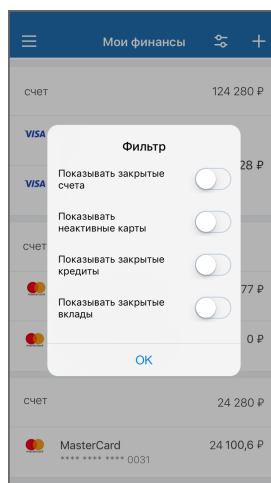 Мои финансы
счет 124 280 ₽
VISA
Фильтр
28 ₽
Показывать закрытые
счета
VISA
Показывать
неактивные карты
счет
Показывать закрытые
кредиты
77 ₽
Показывать закрытые
вклады
0 ₽
OK
счет 24 280 ₽
MasterCard 24 100,6 ₽
**** **** **** 0031